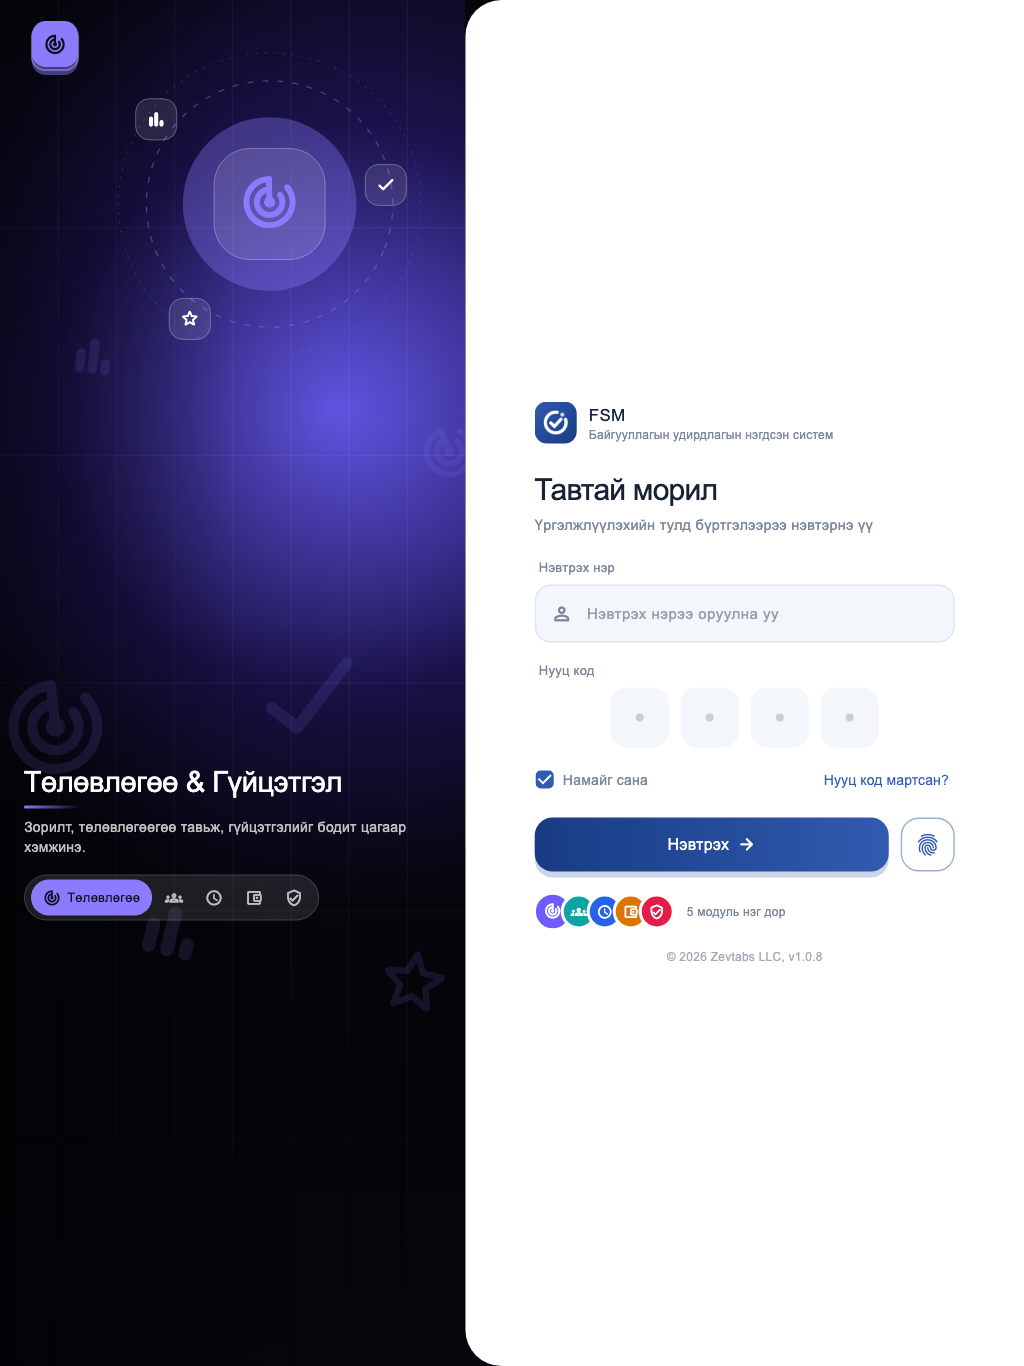 Төлөвлөгөө & Гүйцэтгэл
Зорилт, төлөвлөгөөгөө тавьж, гүйцэтгэлийг бодит цагаар
хэмжинэ.
Төлөвлөгөө
FSM
Байгууллагын удирдлагын нэгдсэн систем
Тавтай морил
Үргэлжлүүлэхийн тулд бүртгэлээрээ нэвтэрнэ үү
Нэвтрэх нэр
Нэвтрэх нэрээ оруулна уу
Нууц код
Намайг сана
Нууц код мартсан?
Нэвтрэх
5 модуль нэг дор
© 2026 Zevtabs LLC, v1.0.8